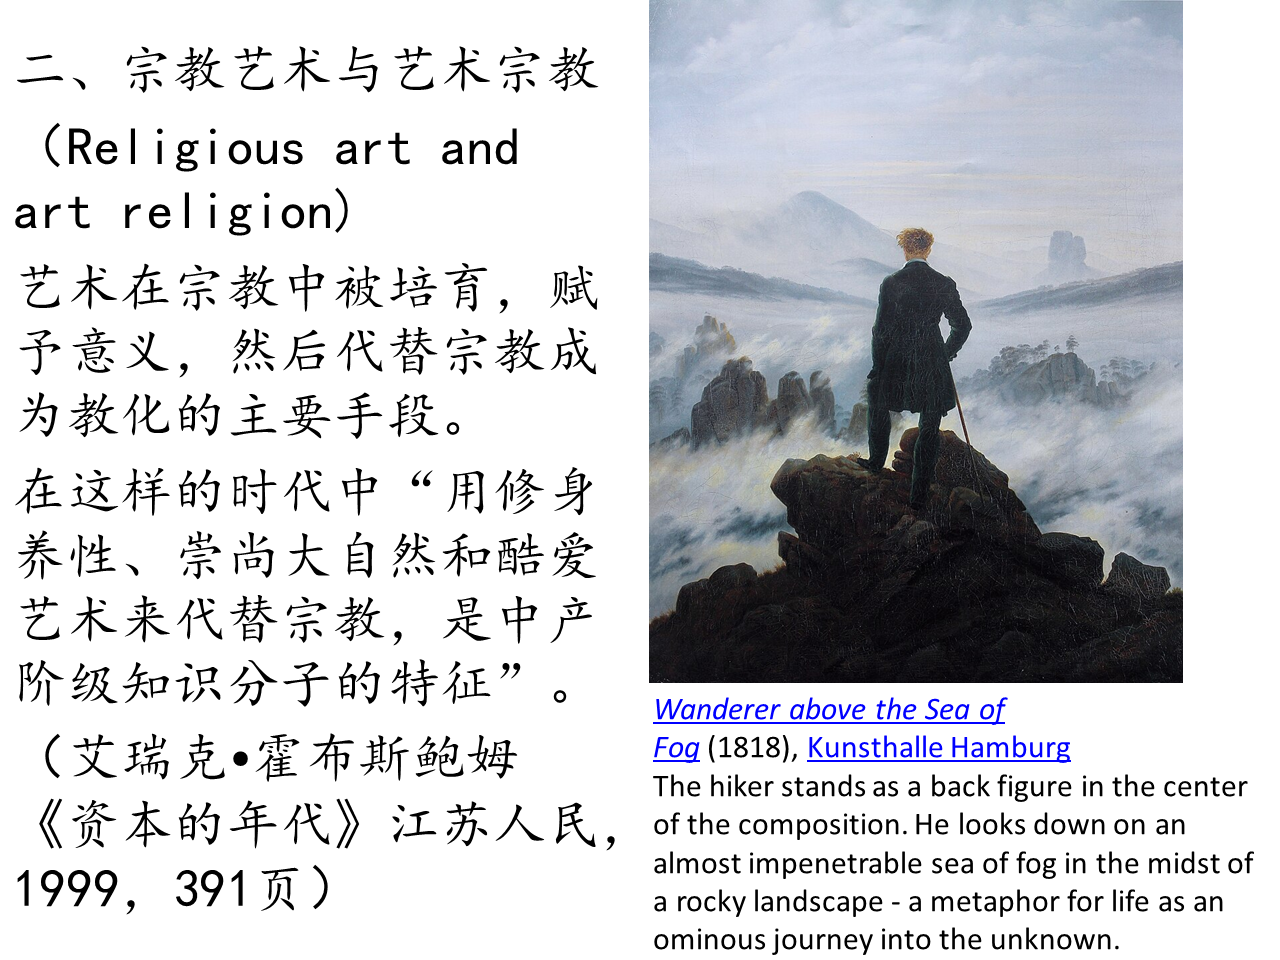 二、宗教艺术与艺术宗教
（Religious art and
art religion)
艺术在宗教中被培育，赋
予意义，然后代替宗教成
为教化的主要手段。
在这样的时代中“用修身
养性、崇尚大自然和酷爱
艺术来代替宗教，是中产
阶级知识分子的特征”。
（艾瑞克•霍布斯鲍姆
《资本的年代》江苏人民，
1999，391页）
Wanderer above the Sea of
Fog (1818), Kunsthalle Hamburg
The hiker stands as a back figure in the center
of the composition. He looks down on an
almost impenetrable sea of fog in the midst of
a rocky landscape - a metaphor for life as an
ominous journey into the unknown.